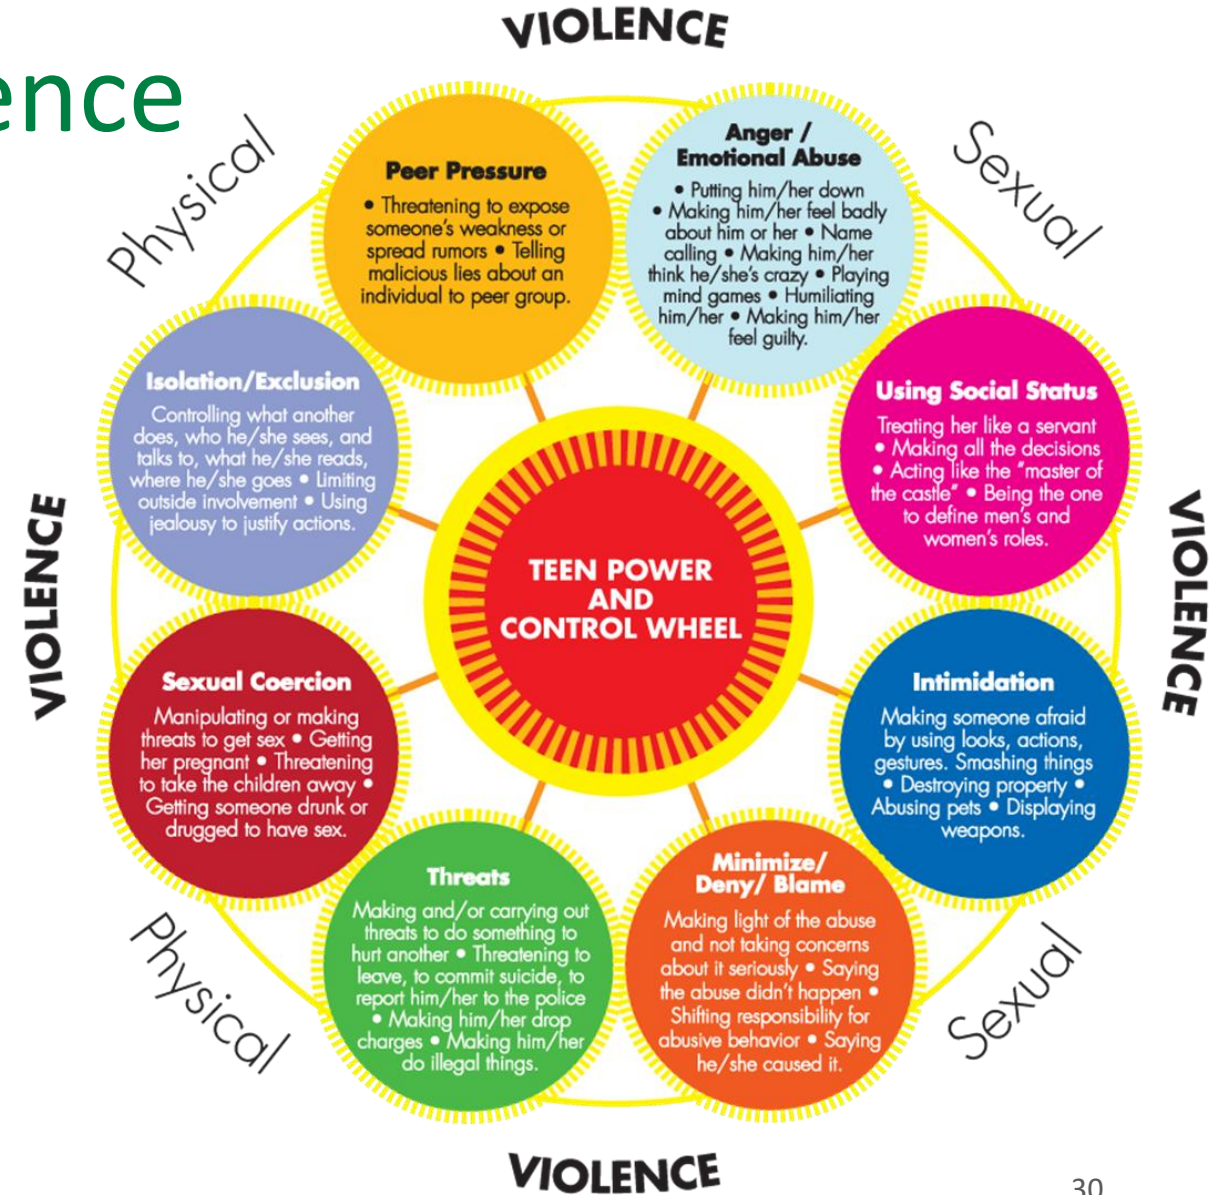 VIOLENCE
ence
Physical
Sexual
Peer Pressure
• Threatening to expose
someone's weakness or
spread rumors • Telling
malicious lies about an
individual to peer group.
Anger /
Emotional Abuse
• Putting him/her down
• Making him/her feel badly
about him or her • Name
calling • Making him/her
think he/she's crazy • Playing
mind games • Humiliating
him/her • Making him/her
feel guilty.
Isolation/Exclusion
Controlling what another
does, who he/she sees, and
talks to, what he/she reads,
where he/she goes • Limiting
outside involvement • Using
jealousy to justify actions.
Using Social Status
Treating her like a servant
• Making all the decisions
• Acting like the "master of
the castle" • Being the one
to define men's and
women's roles.
VIOLENCE
TEEN POWER
AND
CONTROL WHEEL
VIOLENCE
Sexual Coercion
Manipulating or making
threats to get sex • Getting
her pregnant • Threatening
to take the children away •
Getting someone drunk or
drugged to have sex.
Intimidation
Making someone afraid
by using looks, actions,
gestures. Smashing things
• Destroying property •
Abusing pets • Displaying
weapons.
Threats
Making and/or carrying out
threats to do something to
hurt another • Threatening to
leave, to commit suicide, to
report him/her to the police
• Making him/her drop
charges • Making him/her
do illegal things.
Minimize/
Deny/ Blame
Making light of the abuse
and not taking concerns
about it seriously • Saying
the abuse didn't happen •
Shifting responsibility for
abusive behavior • Saying
he/she caused it.
Physical
Sexual
VIOLENCE
30